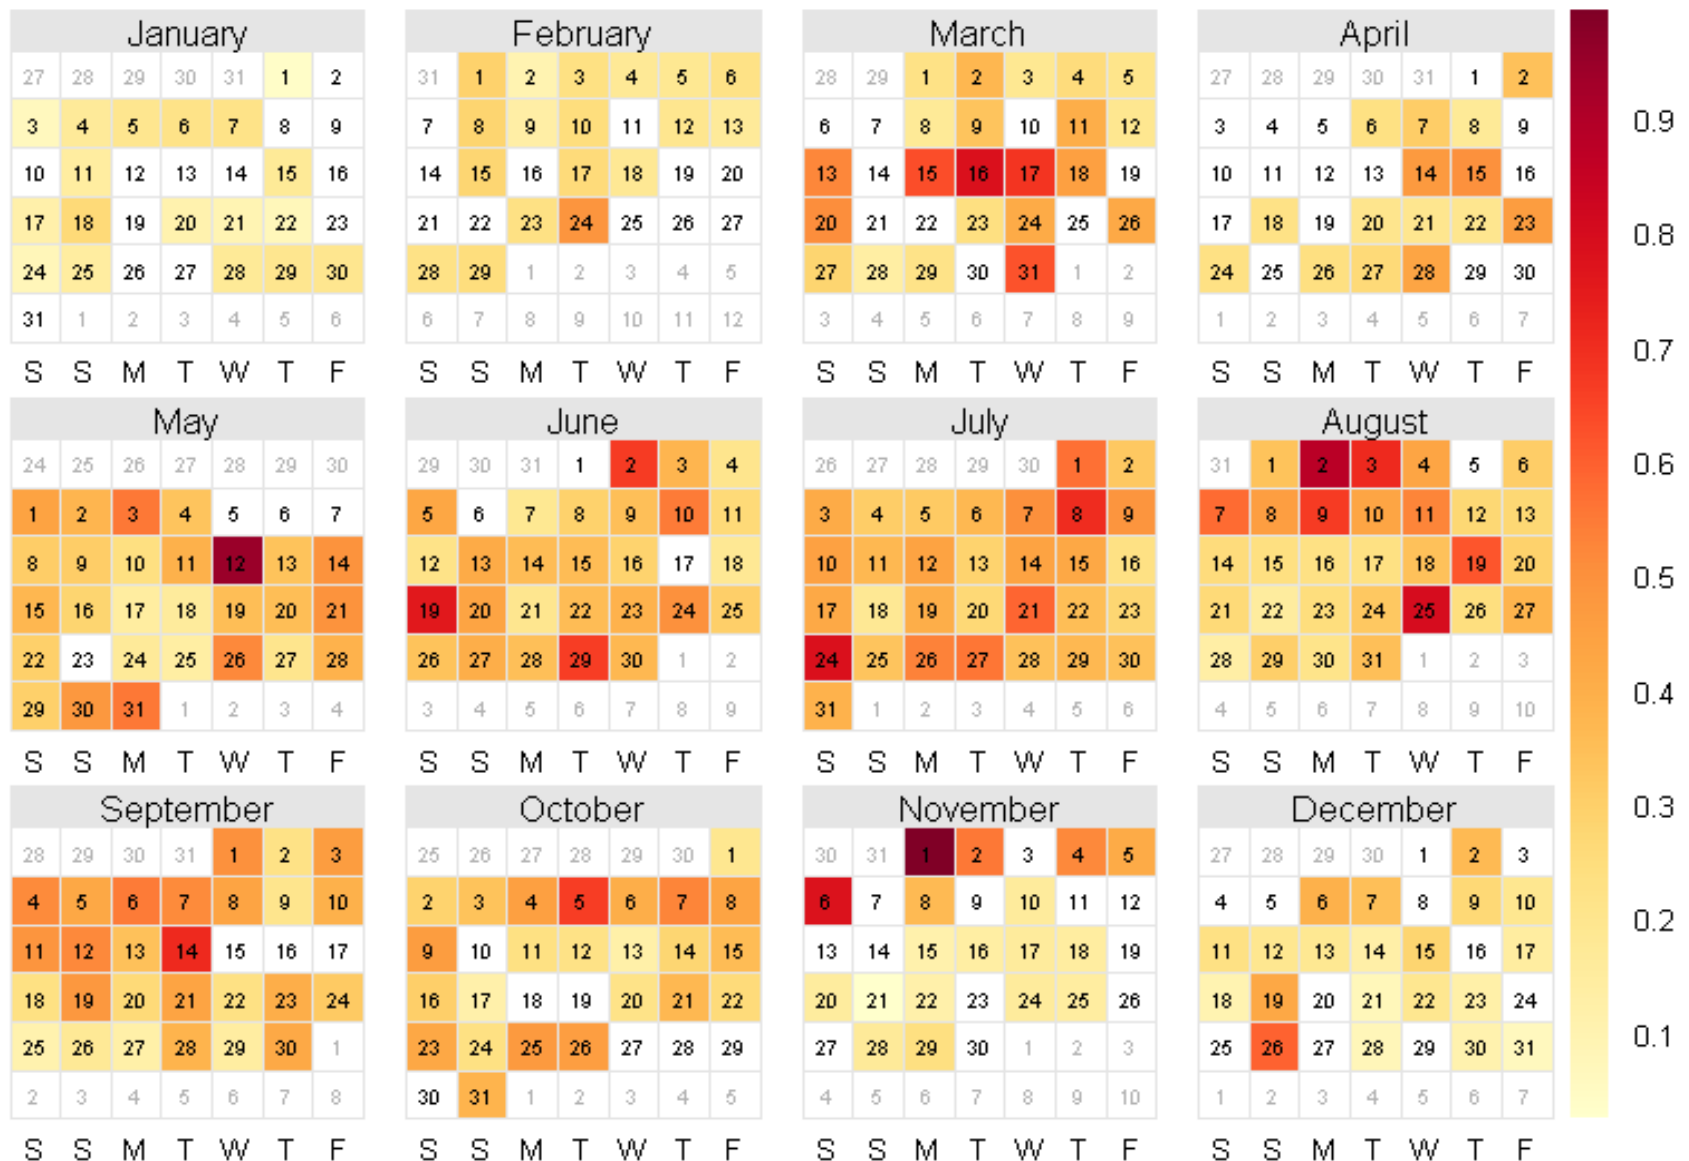 January February March April
27 28 29 30 31 1 2 31 1 2 3 4 5 6 28 29 1 2 3 4 5 27 28 29 30 31 1 2
3 4 5 6 7 8 9 7 8 9 10 11 12 13 6 7 8 9 10 11 12 3 4 5 6 7 8 9 0.9
10 11 12 13 14 15 16 14 15 16 17 18 19 20 13 14 15 16 17 18 19 10 11 12 13 14 15 16
17 18 19 20 21 22 23 21 22 23 24 25 26 27 20 21 22 23 24 25 26 17 18 19 20 21 22 23 0.8
24 25 26 27 28 29 30 28 29 1 2 3 4 5 27 28 29 30 31 1 2 24 25 26 27 28 29 30
31 1 2 3 4 5 6 6 7 8 9 10 11 12 3 4 5 6 7 8 9 1 2 3 4 5 6 7
0.7
S S M T W T F S S M T W T F S S M T W T F S S M T W T F
May June July August
24 25 26 27 28 29 30 29 30 31 1 2 3 4 26 27 28 29 30 1 2 31 1 2 3 4 5 6 0.6
1 2 3 4 5 6 7 5 6 7 8 9 10 11 3 4 5 6 7 8 9 7 8 9 10 11 12 13
8 9 10 11 12 13 14 12 13 14 15 16 17 18 10 11 12 13 14 15 16 14 15 16 17 18 19 20 0.5
15 16 17 18 19 20 21 19 20 21 22 23 24 25 17 18 19 20 21 22 23 21 22 23 24 25 26 27
22 23 24 25 26 27 28 26 27 28 29 30 1 2 24 25 26 27 28 29 30 28 29 30 31 1 2 3
0.4
29 30 31 1 2 3 4 3 4 5 6 7 8 9 31 1 2 3 4 5 6 4 5 6 7 8 9 10
S S M T W T F S S M T W T F S S M T W T F S S M T W T F
September October November December 0.3
28 29 30 31 1 2 3 25 26 27 28 29 30 1 30 31 1 2 3 4 5 27 28 29 30 1 2 3
4 5 6 7 8 9 10 2 3 4 5 6 7 8 6 7 8 9 10 11 12 4 5 6 7 8 9 10 0.2
11 12 13 14 15 16 17 9 10 11 12 13 14 15 13 14 15 16 17 18 19 11 12 13 14 15 16 17
18 19 20 21 22 23 24 16 17 18 19 20 21 22 20 21 22 23 24 25 26 18 19 20 21 22 23 24
25 26 27 28 29 30 1 23 24 25 26 27 28 29 27 28 29 30 1 2 3 25 26 27 28 29 30 31 0.1
2 3 4 5 6 7 8 30 31 1 2 3 4 5 4 5 6 7 8 9 10 1 2 3 4 5 6 7
S S M T W T F S S M T W T F S S M T W T F S S M T W T F